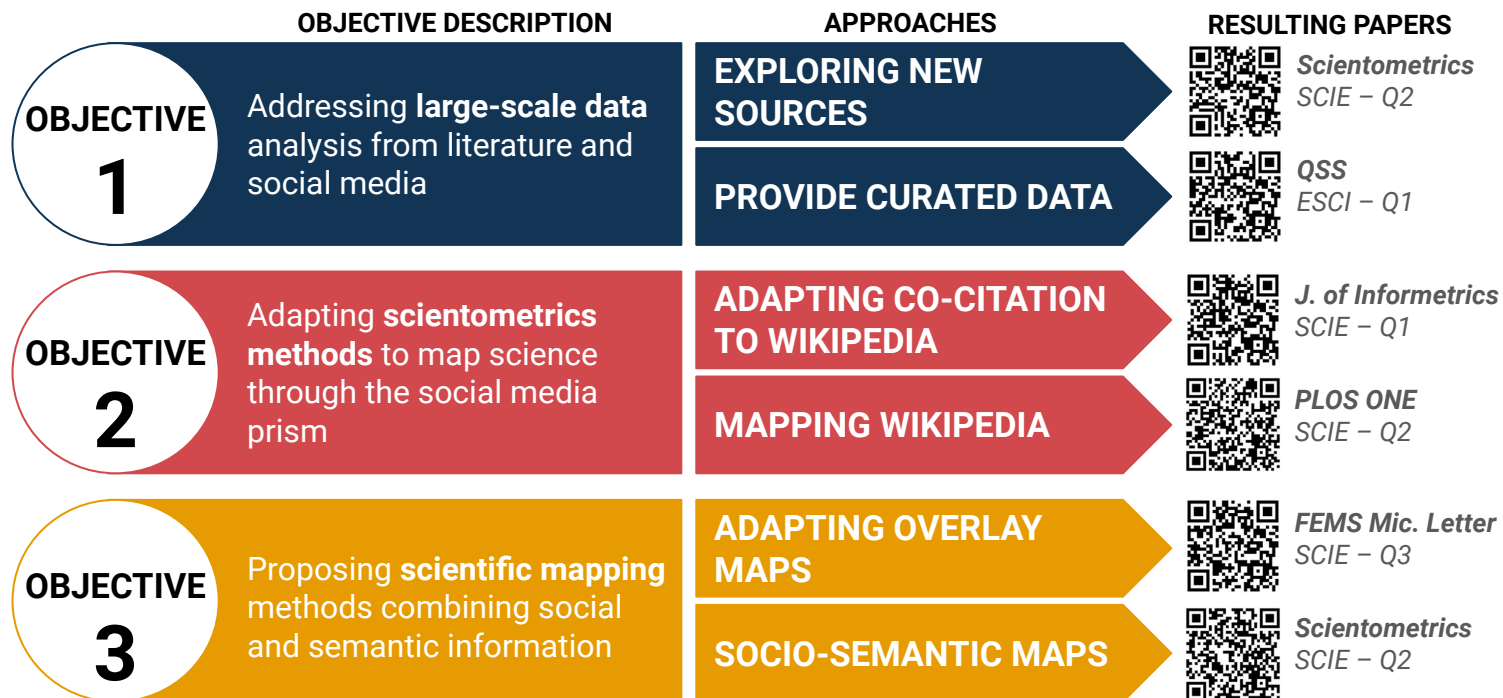 OBJECTIVE DESCRIPTION
APPROACHES
RESULTING PAPERS
OBJECTIVE
1
Addressing large-scale data
analysis from literature and
social media
EXPLORING NEW
SOURCES
Scientometrics
SCIE – Q2
PROVIDE CURATED DATA
QSS
ESCI – Q1
OBJECTIVE
2
Adapting scientometrics
methods to map science
through the social media
prism
ADAPTING CO-CITATION
TO WIKIPEDIA
J. of Informetrics
SCIE – Q1
MAPPING WIKIPEDIA
PLOS ONE
SCIE – Q2
OBJECTIVE
3
Proposing scientific mapping
methods combining social
and semantic information
ADAPTING OVERLAY
MAPS
FEMS Mic. Letter
SCIE – Q3
SOCIO-SEMANTIC MAPS
Scientometrics
SCIE – Q2